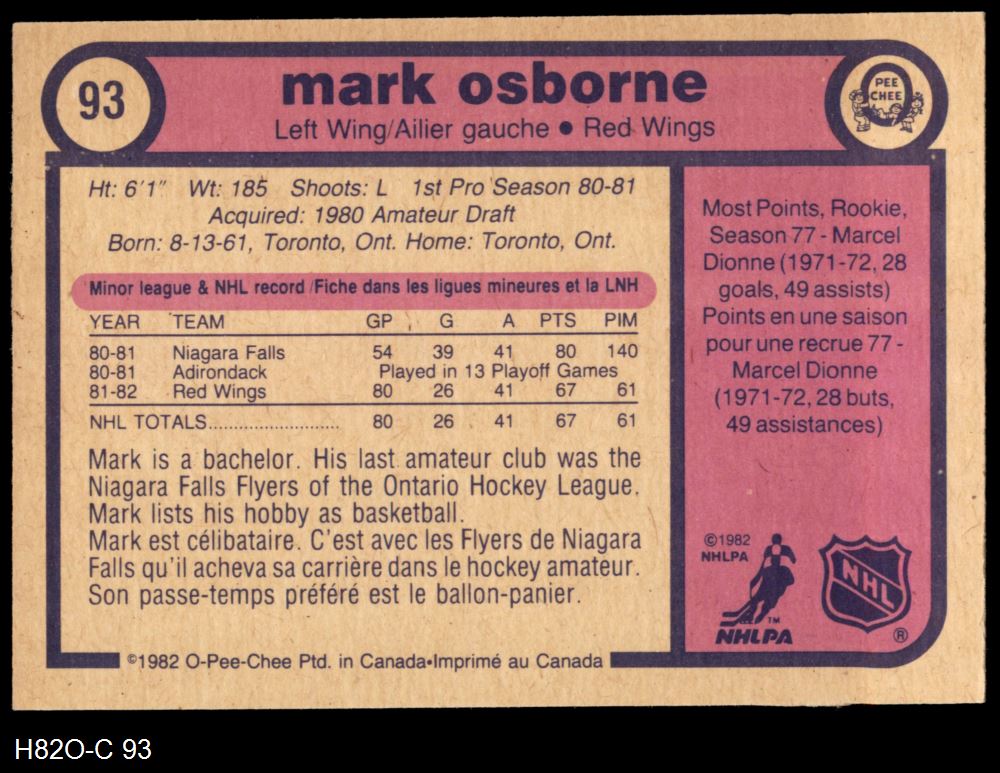 93
mark osborne
PEE
CHEE
Left Wing/Ailier gauche • Red Wings
Ht: 6'1" Wt: 185 Shoots: L 1st Pro Season 80-81
Acquired: 1980 Amateur Draft
Born: 8-13-61, Toronto, Ont. Home: Toronto, Ont.
Minor league & NHL record/Fiche dans les ligues mineures et la LNH
YEAR TEAM GP G A PTS PIM
80-81 Niagara Falls 54 39 41 80 140
80-81 Adirondack Played in 13 Playoff Games
81-82 Red Wings 80 26 41 67 61
NHL TOTALS........................ 80 26 41 67 61
Mark is a bachelor. His last amateur club was the
Niagara Falls Flyers of the Ontario Hockey League.
Mark lists his hobby as basketball.
Mark est célibataire. C'est avec les Flyers de Niagara
Falls qu'il acheva sa carrière dans le hockey amateur.
Son passe-temps préféré est le ballon-panier.
©1982 O-Pee-Chee Ptd. in Canada•Imprimé au Canada
Most Points, Rookie,
Season 77 - Marcel
Dionne (1971-72, 28
goals, 49 assists)
Points en une saison
pour une recrue 77 -
Marcel Dionne
(1971-72, 28 buts,
49 assistances)
©1982
NHLPA
TM
NHLPA
NHL
®
H82O-C 93